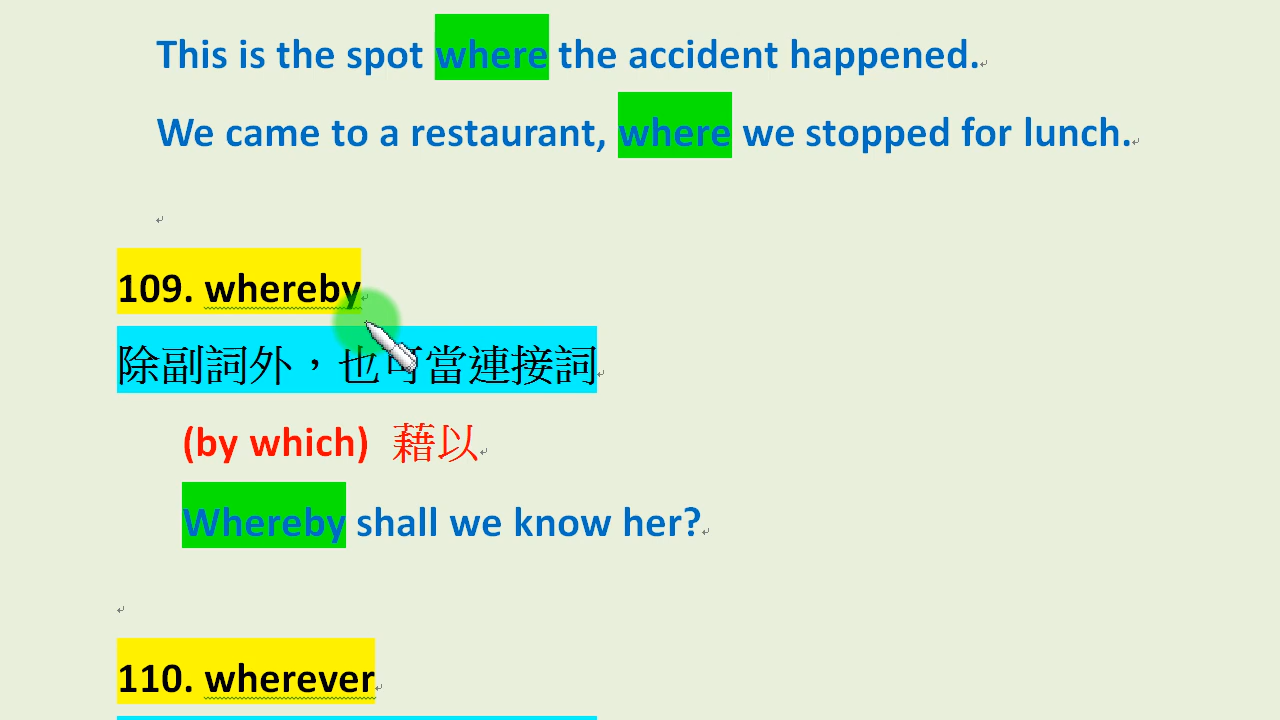 This is the spot where the accident happened.
We came to a restaurant, where we stopped for lunch.
109. whereby
除副詞外，也可當連接詞
(by which) 藉以
Whereby shall we know her?
110. wherever